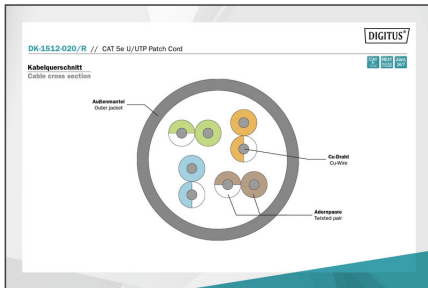 DIGITUS®
DK-1512-020/R // CAT 5e U/UTP Patch Cord
Kabelquerschnitt
Cable cross section
Außenmantel
Outer jacket
Cu-Draht
Cu-Wire
Adernpaare
Twisted pair